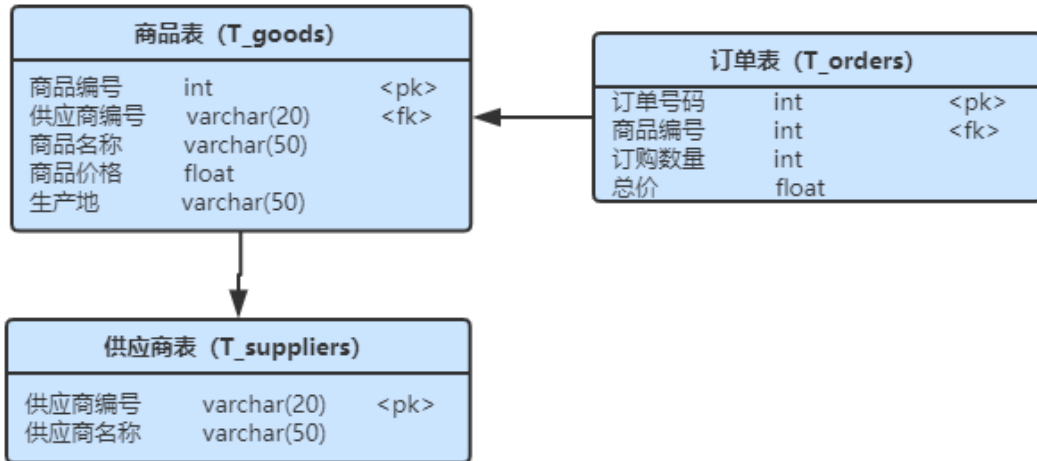 商品表（T_goods）
商品编号 int <pk>
供应商编号 varchar(20) <fk>
商品名称 varchar(50)
商品价格 float
生产地 varchar(50)
订单表（T_orders）
订单号码 int <pk>
商品编号 int <fk>
订购数量 int
总价 float
供应商表（T_suppliers）
供应商编号 varchar(20) <pk>
供应商名称 varchar(50)